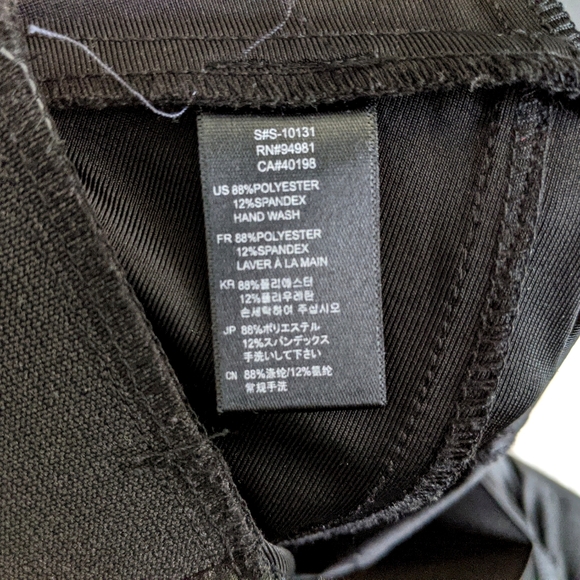 S#S-10131
RN#94981
CA#40198
US 88%POLYESTER
12%SPANDEX
HAND WASH
FR 88%POLYESTER
12%SPANDEX
LAVER À LA MAIN
KR 88%폴리에스터
12%폴리우레탄
손세탁하여 주십시오
JP 88%ポリエステル
12%スパンデックス
手洗いして下さい
CN 88%涤纶/12%氨纶
常规手洗